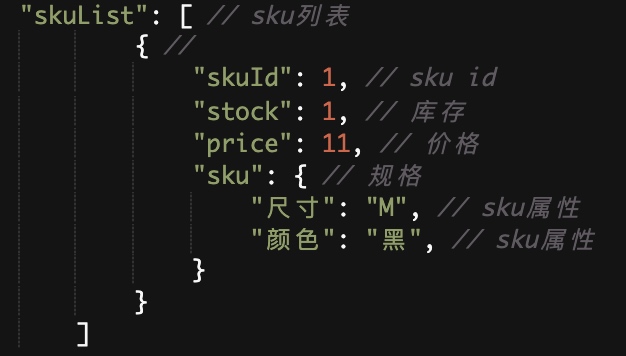 "skuList": [ // sku列表
{ //
"skuId": 1, // sku id
"stock": 1, // 库存
"price": 11, // 价格
"sku": { // 规格
"尺寸": "M", // sku属性
"颜色": "黑", // sku属性
}
}
]